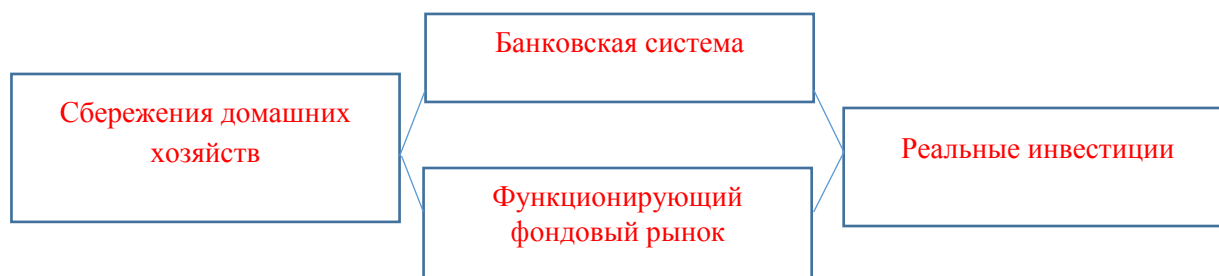 Банковская система
Сбережения домашних
хозяйств
Реальные инвестиции
Функционирующий
фондовый рынок